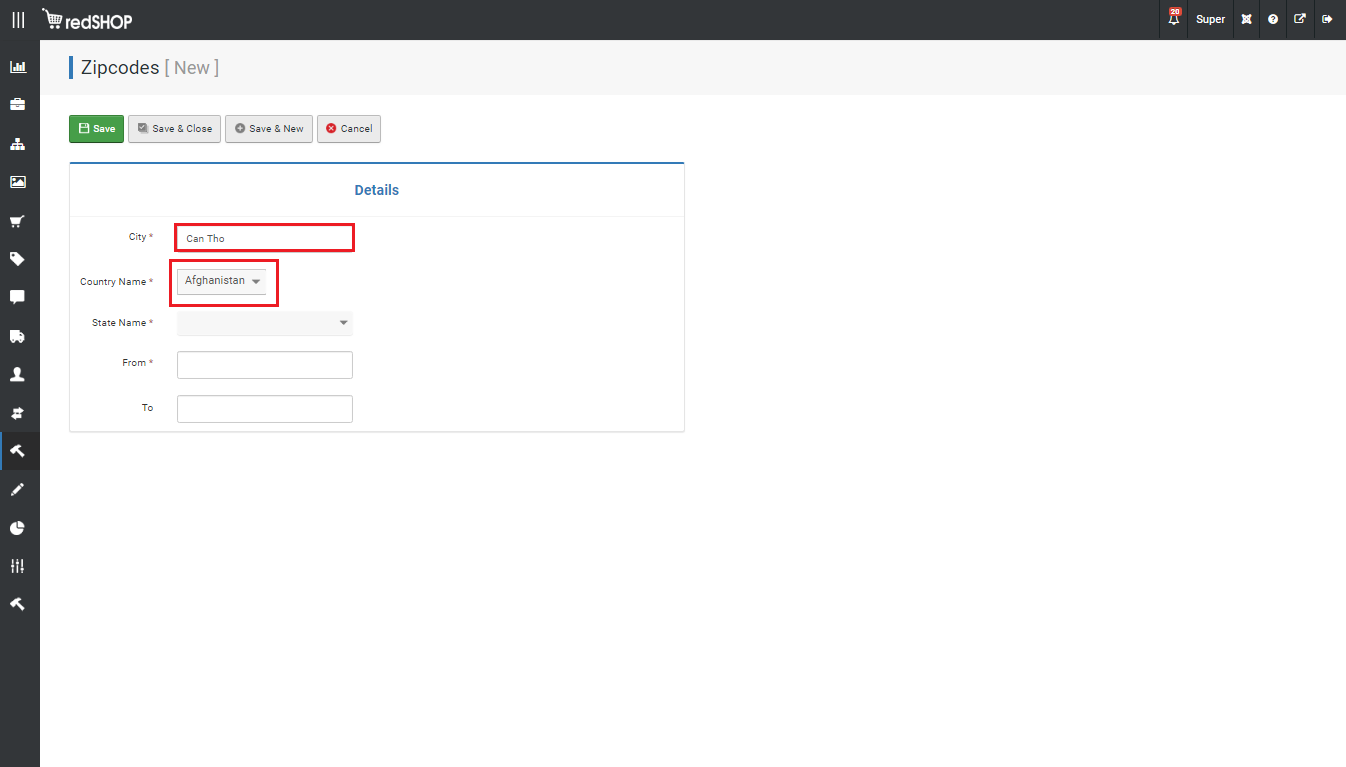 redSHOP
20
Super
Zipcodes [ New ]
Save
Save & Close
Save & New
Cancel
Details
City *
Can Tho
Country Name *
Afghanistan
State Name *
From *
To